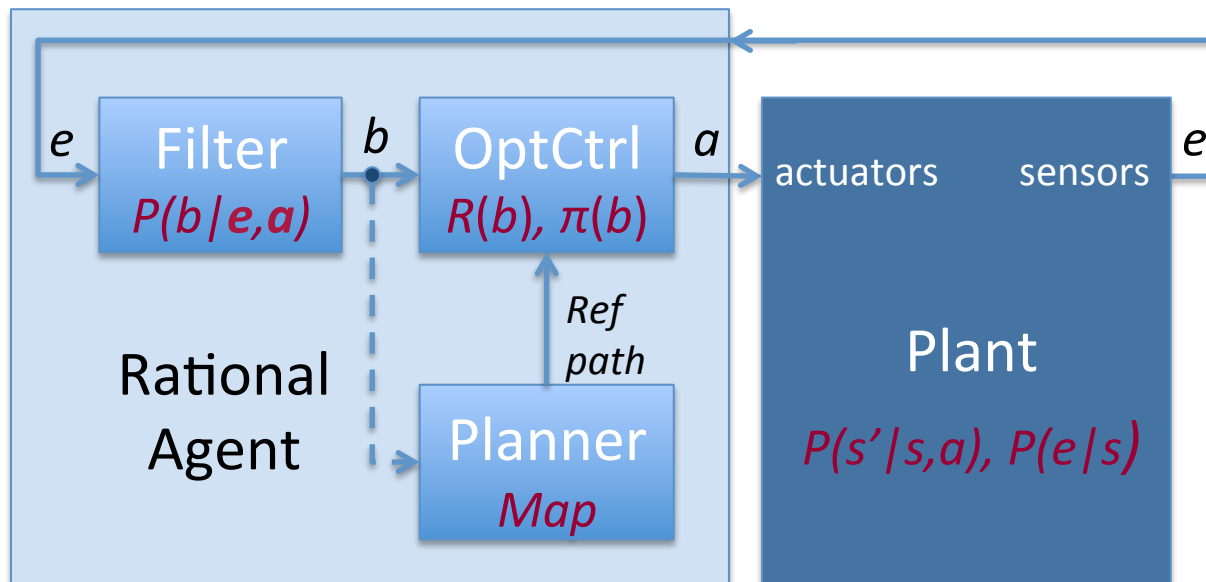 e
Filter
P(b|e,a)
b
OptCtrl
R(b), π(b)
a
actuators
sensors
e
Ref
path
Rational
Agent
Planner
Map
Plant
P(s’|s,a), P(e|s)